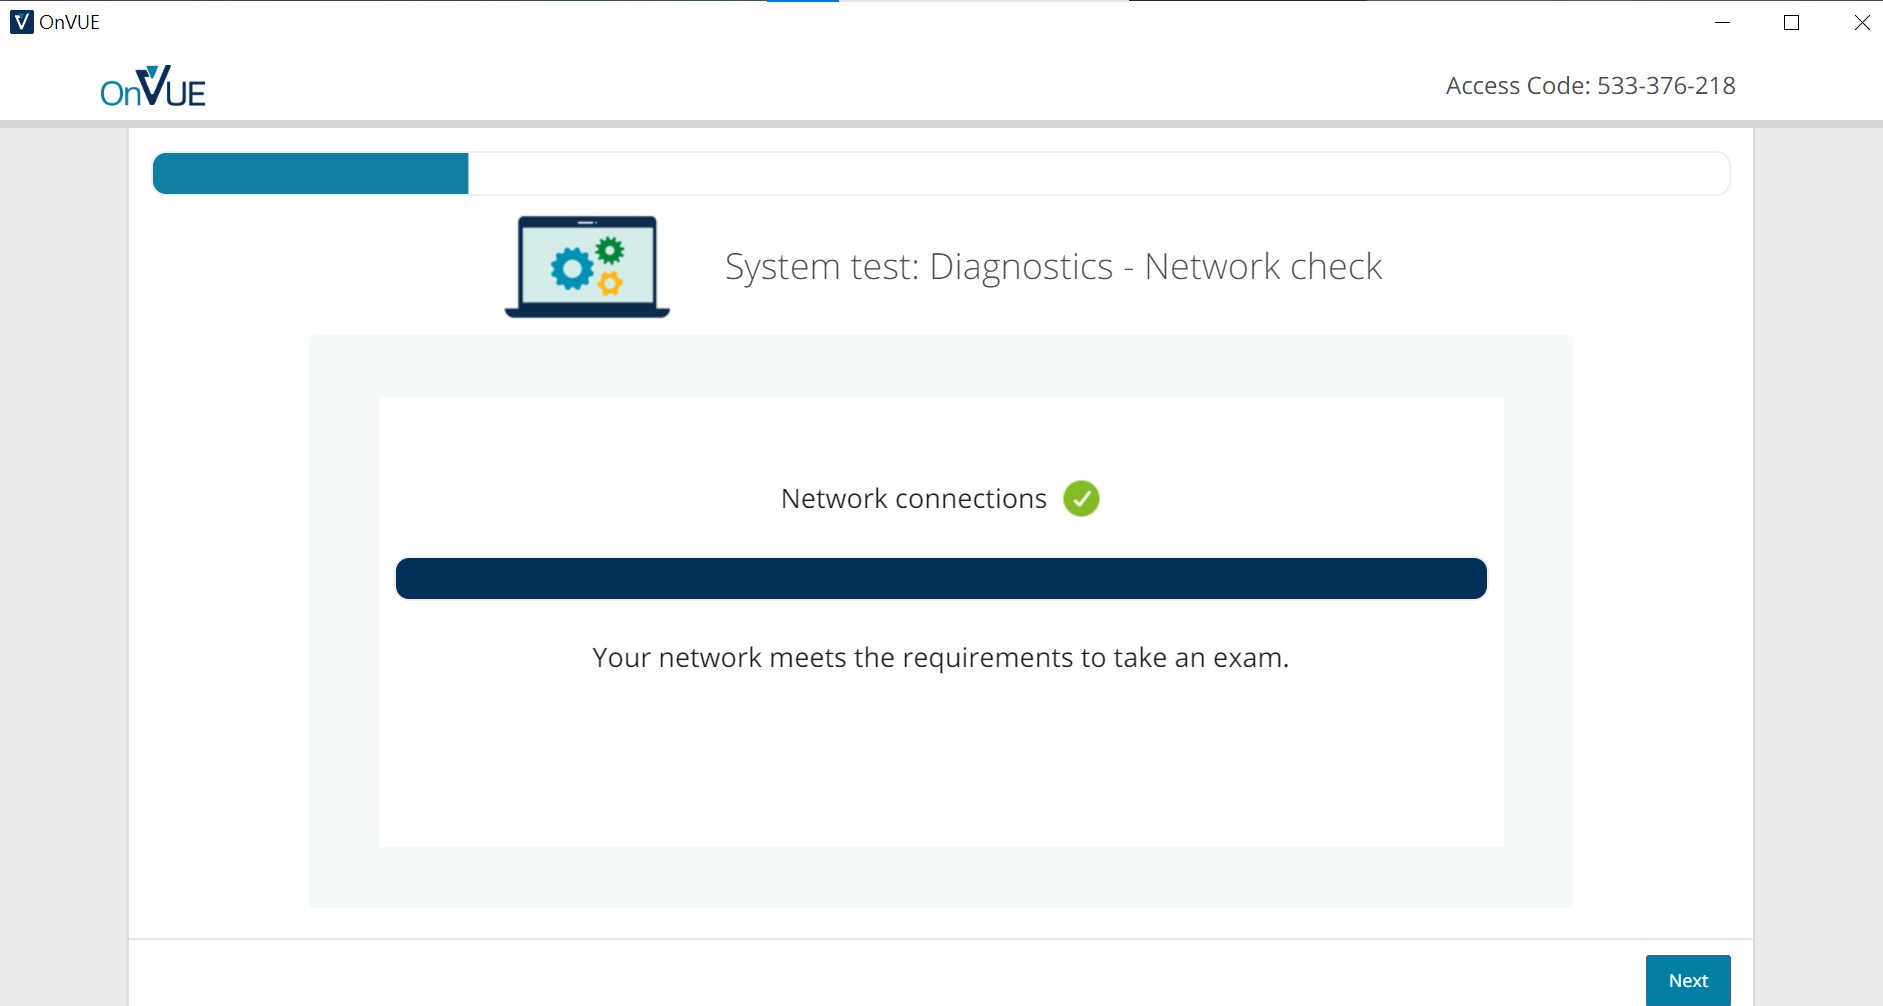 OnVUE
OnVUE
Access Code: 533-376-218
System test: Diagnostics - Network check
Network connections
Your network meets the requirements to take an exam.
Next